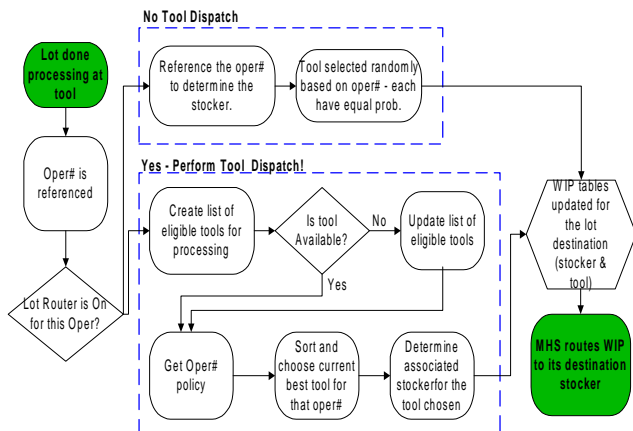 No Tool Dispatch
Lot done
processing at
tool
Reference the oper#
to determine the
stocker.
Tool selected randomly
based on oper# - each
have equal prob.
Oper# is
referenced
Yes - Perform Tool Dispatch!
Create list of
eligible tools for
processing
Is tool
Available?
No
Update list of
eligible tools
WIP tables
updated for
the lot
destination
(stocker &
tool)
Yes
Lot Router is On
for this Oper?
Get Oper#
policy
Sort and
choose current
best tool for
that oper#
Determine
associated
stockerfor the
tool chosen
MHS routes WIP
to its destination
stocker